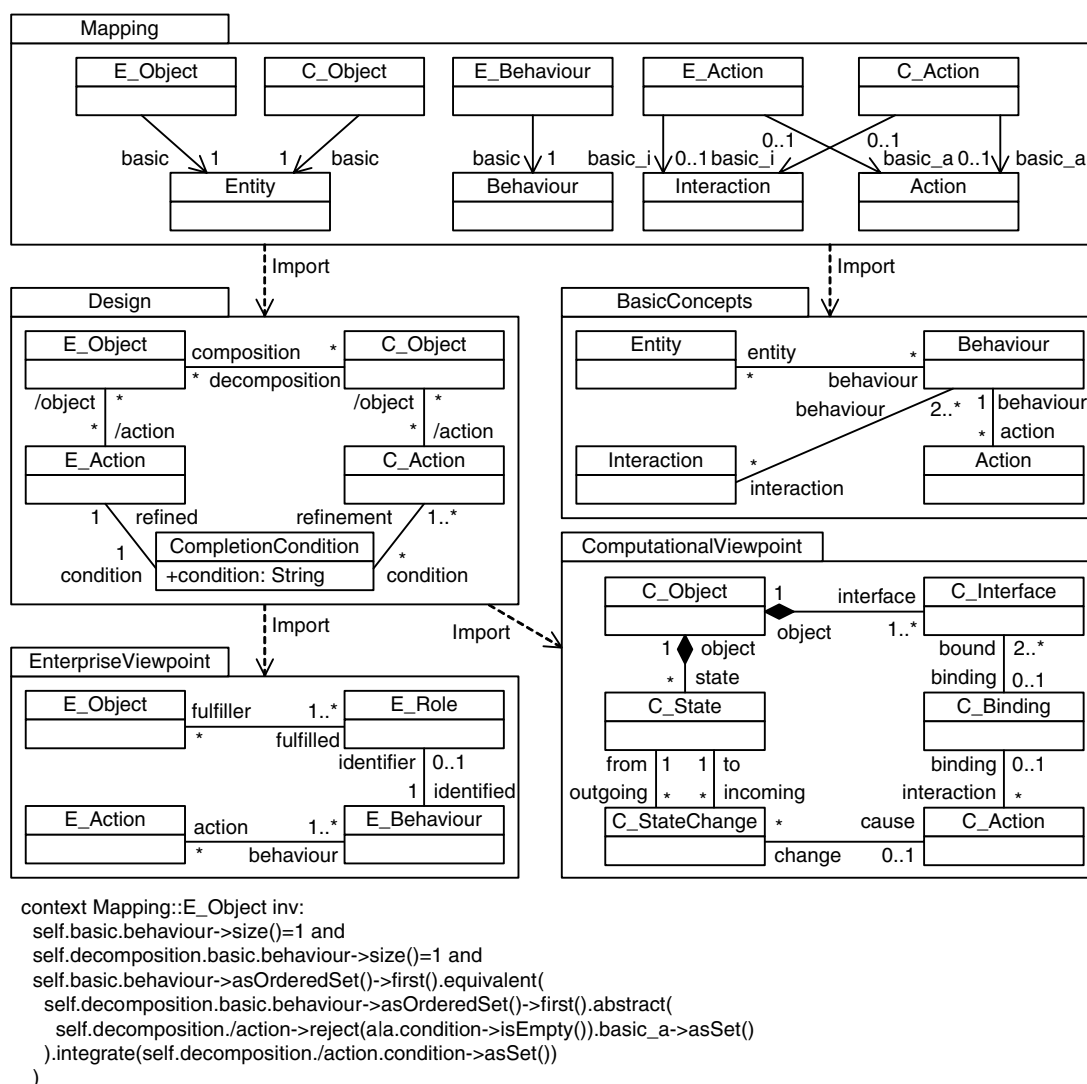 Mapping
E_Object C_Object E_Behaviour E_Action C_Action
1 1 0..1 0..1
basic basic basic 1 basic_i 0..1 basic_i basic_a 0..1 basic_a
Entity Behaviour Interaction Action
Import Import
Design BasicConcepts
E_Object composition * C_Object
* decomposition
/object * /object *
* /action * /action
E_Action C_Action
1 refined refinement 1..*
CompletionCondition
1 *
condition +condition: String condition
Entity entity * Behaviour
* behaviour
behaviour 2..* 1 behaviour
* action
Interaction * Action
interaction
Import Import
EnterpriseViewpoint ComputationalViewpoint
E_Object fulfiller 1..* E_Role
* fulfilled
identifier 0..1
1 identified
E_Action action 1..* E_Behaviour
* behaviour
C_Object 1 interface C_Interface
object 1..*
1 object bound 2..*
* state binding 0..1
C_State C_Binding
from 1 1 to binding 0..1
outgoing * * incoming interaction *
C_StateChange * cause C_Action
change 0..1
context Mapping::E_Object inv:
self.basic.behaviour->size()=1 and
self.decomposition.basic.behaviour->size()=1 and
self.basic.behaviour->asOrderedSet()->first().equivalent(
self.decomposition.basic.behaviour->asOrderedSet()->first().abstract(
self.decomposition./action->reject(a|a.condition->isEmpty()).basic_a->asSet()
).integrate(self.decomposition./action.condition->asSet())
)